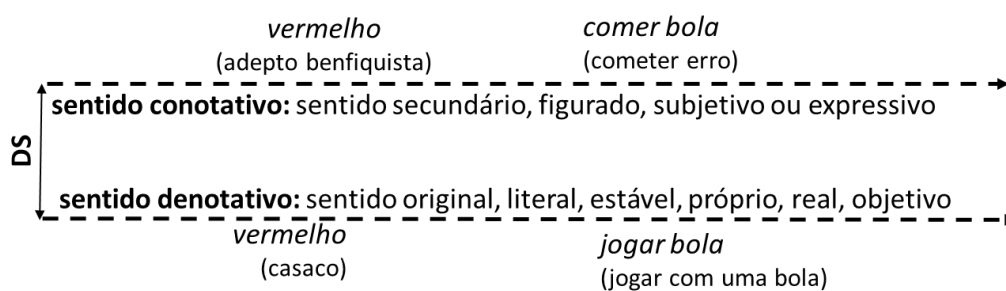 vermelho
(adepto benfiquista)
comer bola
(cometer erro)
sentido conotativo: sentido secundário, figurado, subjetivo ou expressivo
DS
sentido denotativo: sentido original, literal, estável, próprio, real, objetivo
vermelho
(casaco)
jogar bola
(jogar com uma bola)